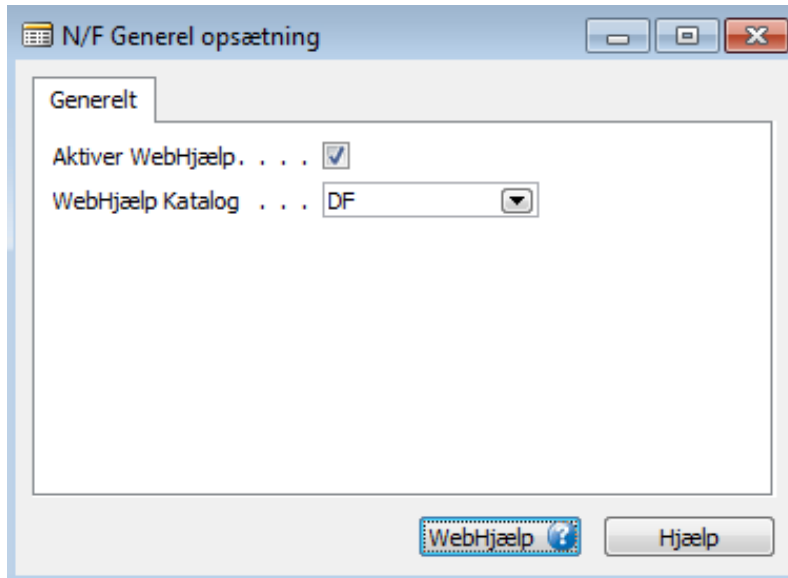 N/F Generel opsætning
Generelt
Aktiver WebHjælp. . . .
WebHjælp Katalog . . . DF
WebHjælp ? Hjælp